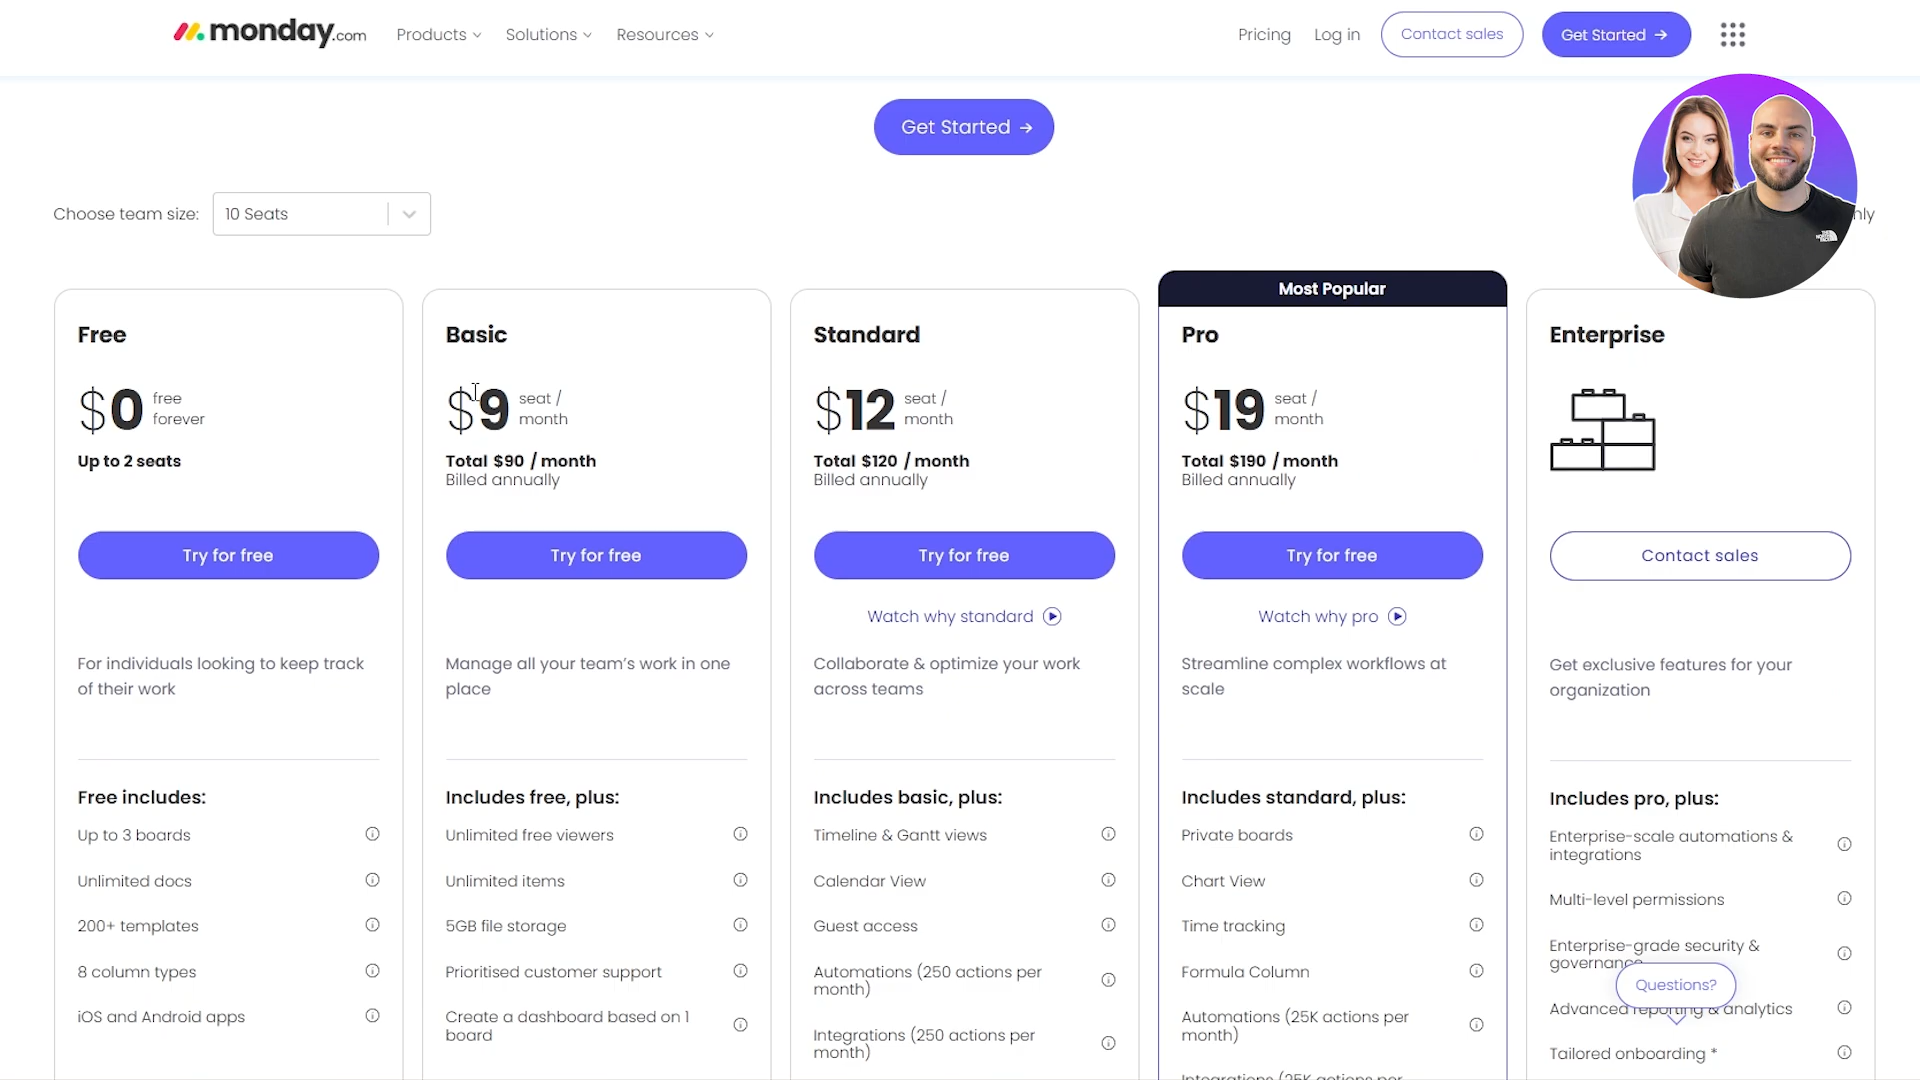 monday.com
Products
Solutions
Resources
Pricing
Log in
Contact sales
Get Started →
Get Started →
Choose team size:
10 Seats
Free
$0 free
forever
Up to 2 seats
Try for free
For individuals looking to keep track
of their work
Free includes:
Up to 3 boards
Unlimited docs
200+ templates
8 column types
iOS and Android apps
Basic
$9 seat /
month
Total $90 / month
Billed annually
Try for free
Manage all your team's work in one
place
Includes free, plus:
Unlimited free viewers
Unlimited items
5GB file storage
Prioritised customer support
Create a dashboard based on 1
board
Standard
$12 seat /
month
Total $120 / month
Billed annually
Try for free
Watch why standard
Collaborate & optimize your work
across teams
Includes basic, plus:
Timeline & Gantt views
Calendar View
Guest access
Automations (250 actions per
month)
Integrations (250 actions per
month)
Most Popular
Pro
$19 seat /
month
Total $190 / month
Billed annually
Try for free
Watch why pro
Streamline complex workflows at
scale
Includes standard, plus:
Private boards
Chart View
Time tracking
Formula Column
Automations (25K actions per
month)
Integrations (25K actions per
Enterprise
Contact sales
Get exclusive features for your
organization
Includes pro, plus:
Enterprise-scale automations &
integrations
Multi-level permissions
Enterprise-grade security &
governance
Questions?
Advanced reporting & analytics
Tailored onboarding *
THE
NORTH
FACE